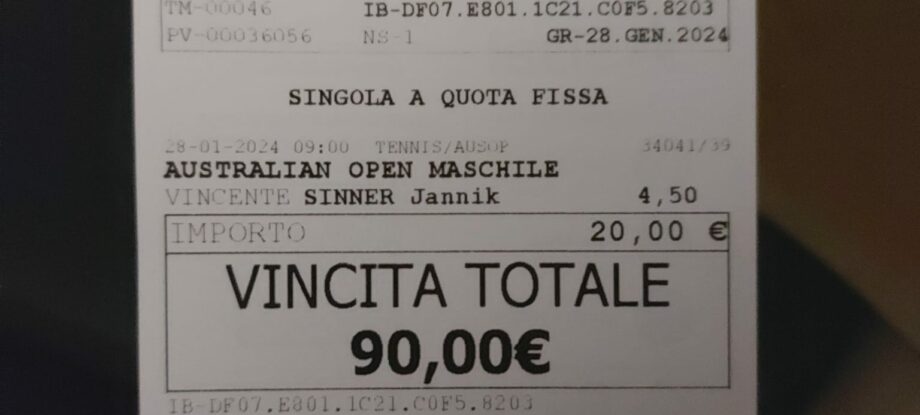 TM-00046 IB-DF07.E801.1C21.C0F5.8203
PV-00036056 NS-1 GR-28.GEN.2024
SINGOLA A QUOTA FISSA
28-01-2024 09:00 TENNIS/AUSOP 34041/39
AUSTRALIAN OPEN MASCHILE
VINCENTE SINNER Jannik 4,50
IMPORTO 20,00 €
VINCITA TOTALE
90,00€
IB-DF07.E801.1C21.C0F5.8203